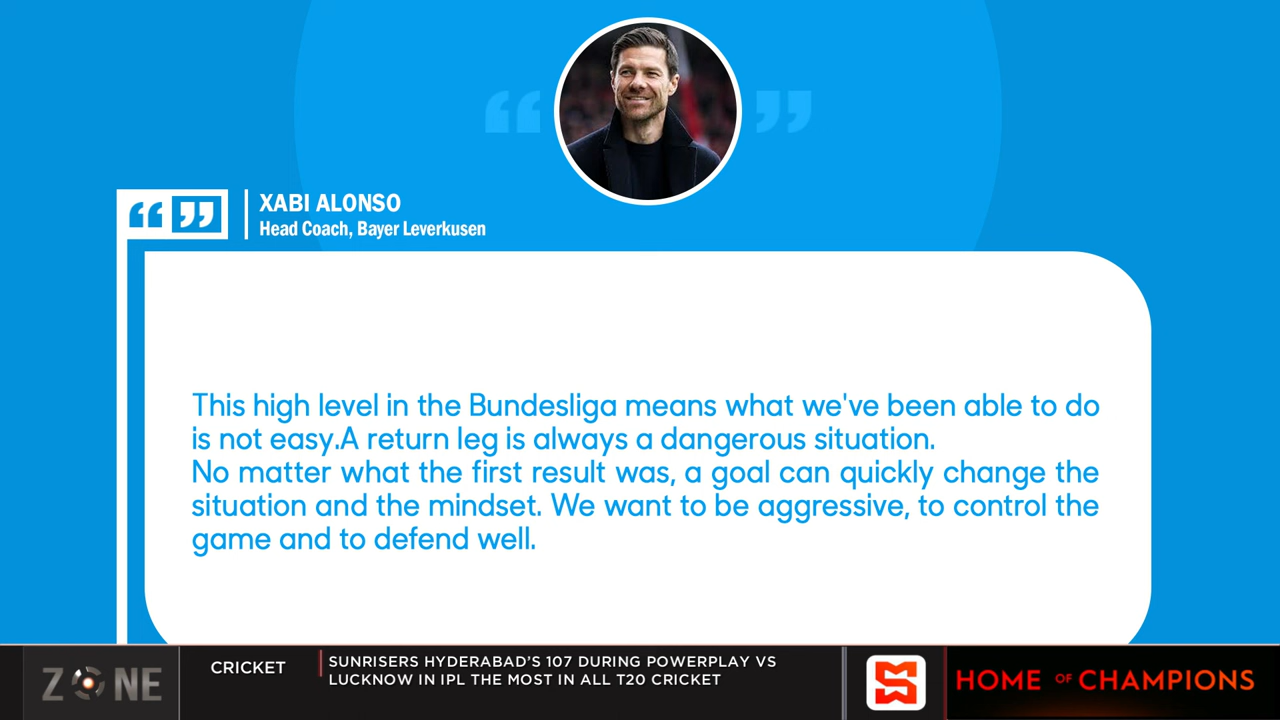 XABI ALONSO
Head Coach, Bayer Leverkusen
This high level in the Bundesliga means what we've been able to do
is not easy.A return leg is always a dangerous situation.
No matter what the first result was, a goal can quickly change the
situation and the mindset. We want to be aggressive, to control the
game and to defend well.
ZONE
CRICKET
SUNRISERS HYDERABAD'S 107 DURING POWERPLAY VS
LUCKNOW IN IPL THE MOST IN ALL T20 CRICKET
HOME OF CHAMPIONS